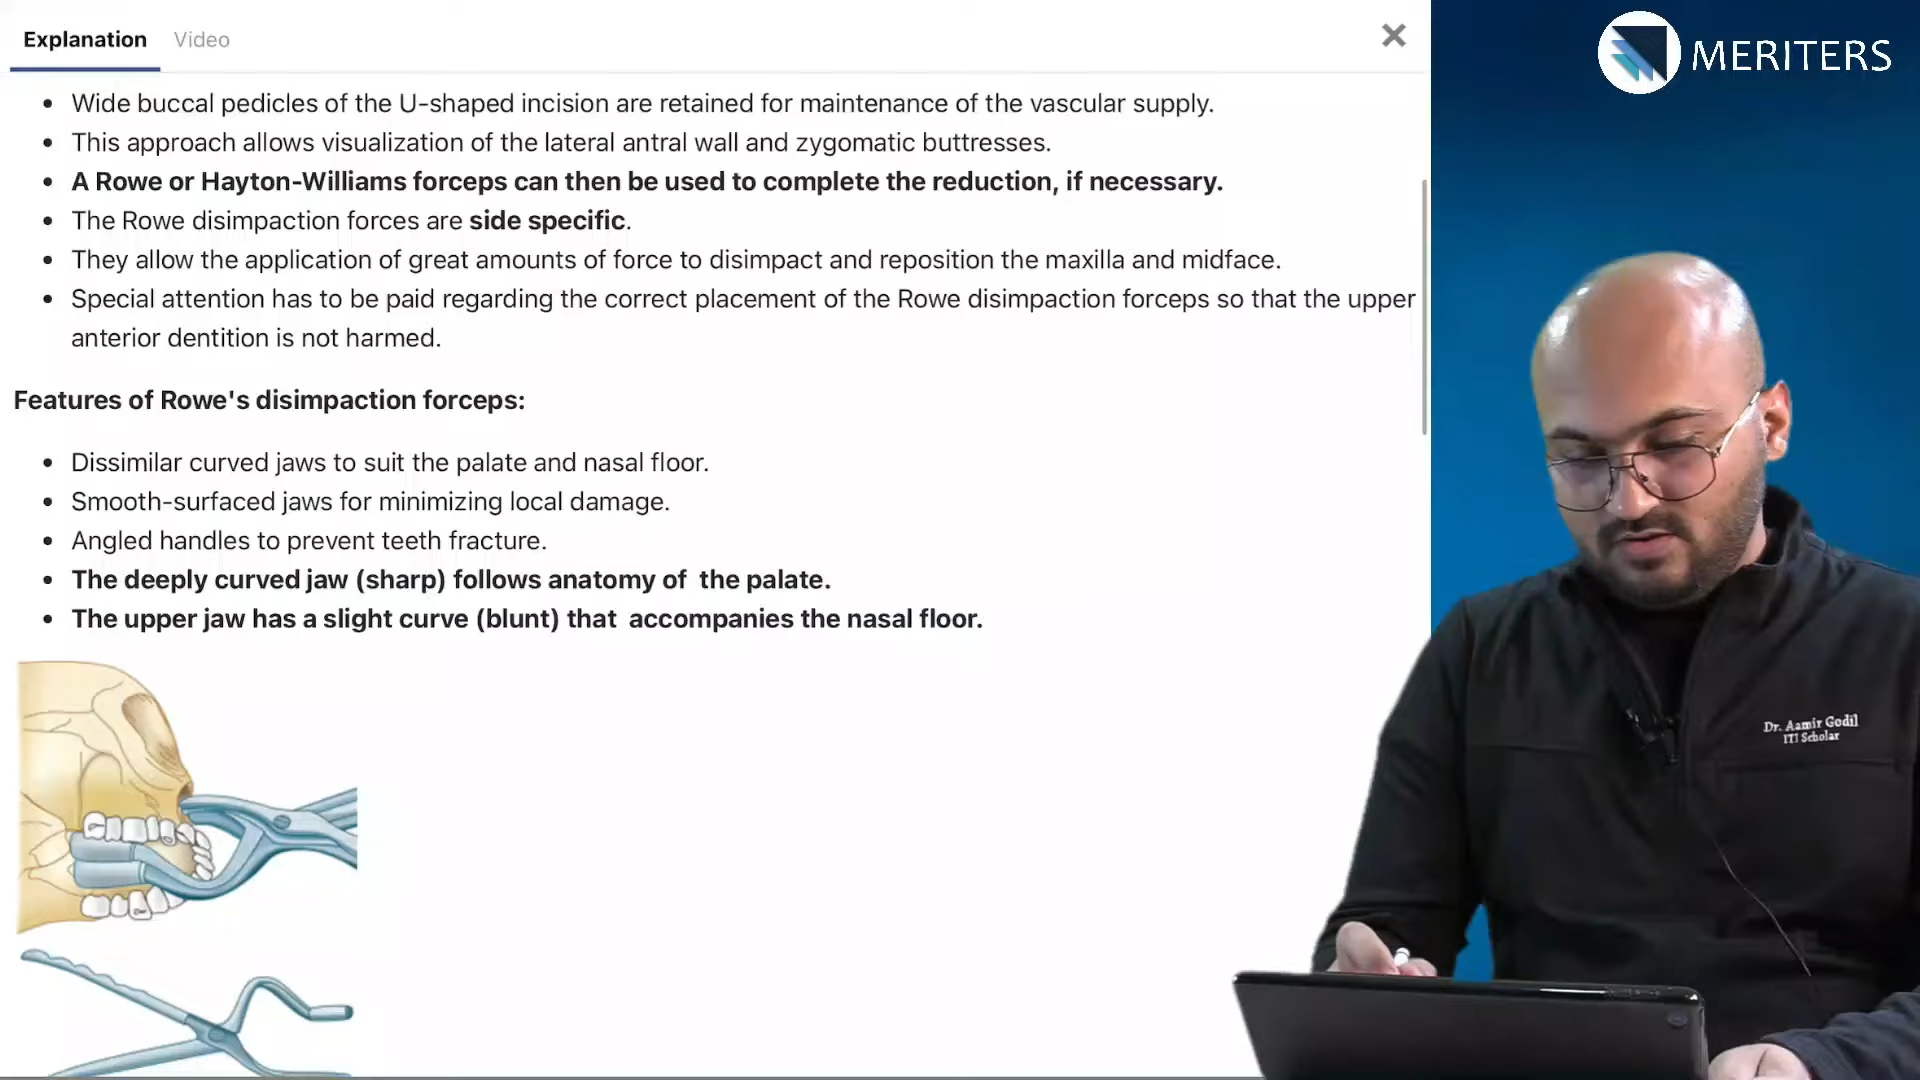 Explanation
Video
MERITERS
• Wide buccal pedicles of the U-shaped incision are retained for maintenance of the vascular supply.
• This approach allows visualization of the lateral antral wall and zygomatic buttresses.
• A Rowe or Hayton-Williams forceps can then be used to complete the reduction, if necessary.
• The Rowe disimpaction forces are side specific.
• They allow the application of great amounts of force to disimpact and reposition the maxilla and midface.
• Special attention has to be paid regarding the correct placement of the Rowe disimpaction forceps so that the upper
anterior dentition is not harmed.
Features of Rowe's disimpaction forceps:
• Dissimilar curved jaws to suit the palate and nasal floor.
• Smooth-surfaced jaws for minimizing local damage.
• Angled handles to prevent teeth fracture.
• The deeply curved jaw (sharp) follows anatomy of the palate.
• The upper jaw has a slight curve (blunt) that accompanies the nasal floor.
Dr. Aamir Godil
ITI Scholar